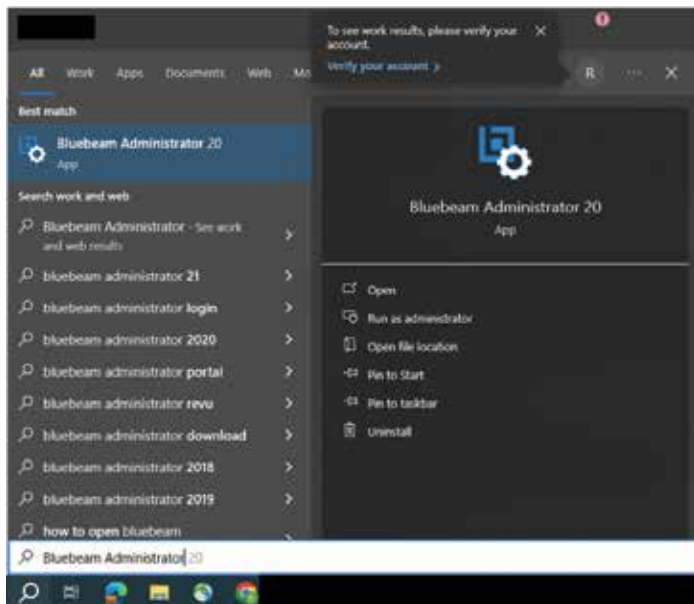 To see work results, please verify your
account.
Verify your account >
All Work Apps Documents Web Mo
R
Best match
Bluebeam Administrator 20
App
Search work and web
Bluebeam Administrator - See work
and web results
bluebeam administrator 21
bluebeam administrator login
bluebeam administrator 2020
bluebeam administrator portal
bluebeam administrator revu
bluebeam administrator download
bluebeam administrator 2018
bluebeam administrator 2019
how to open bluebeam
Bluebeam Administrator 20
App
Open
Run as administrator
Open file location
Pin to Start
Pin to taskbar
Uninstall
Bluebeam Administrator 20